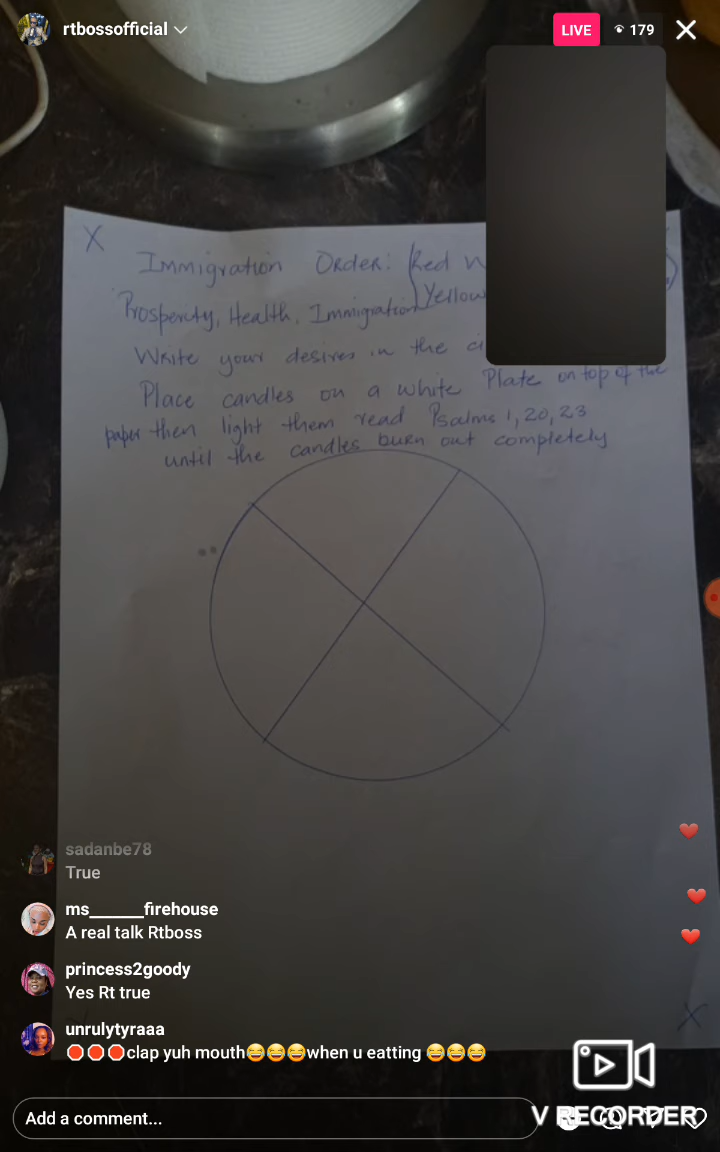 rtbossofficial
LIVE
179
X
Immigration Order: (Red
Prosperity, Health, Immigration) Yellow
Write your desires in the
Place candles on a white Plate on top of the
paper then light them read Psalms 1, 20, 23
until the candles burn out completely
sadanbe78
True
ms______firehouse
A real talk Rtboss
princess2goody
Yes Rt true
X
unrulytyraaa
🛑🛑🛑clap yuh mouth😂😂😂when u eatting 😂😂😂
Add a comment...
V RECORDER